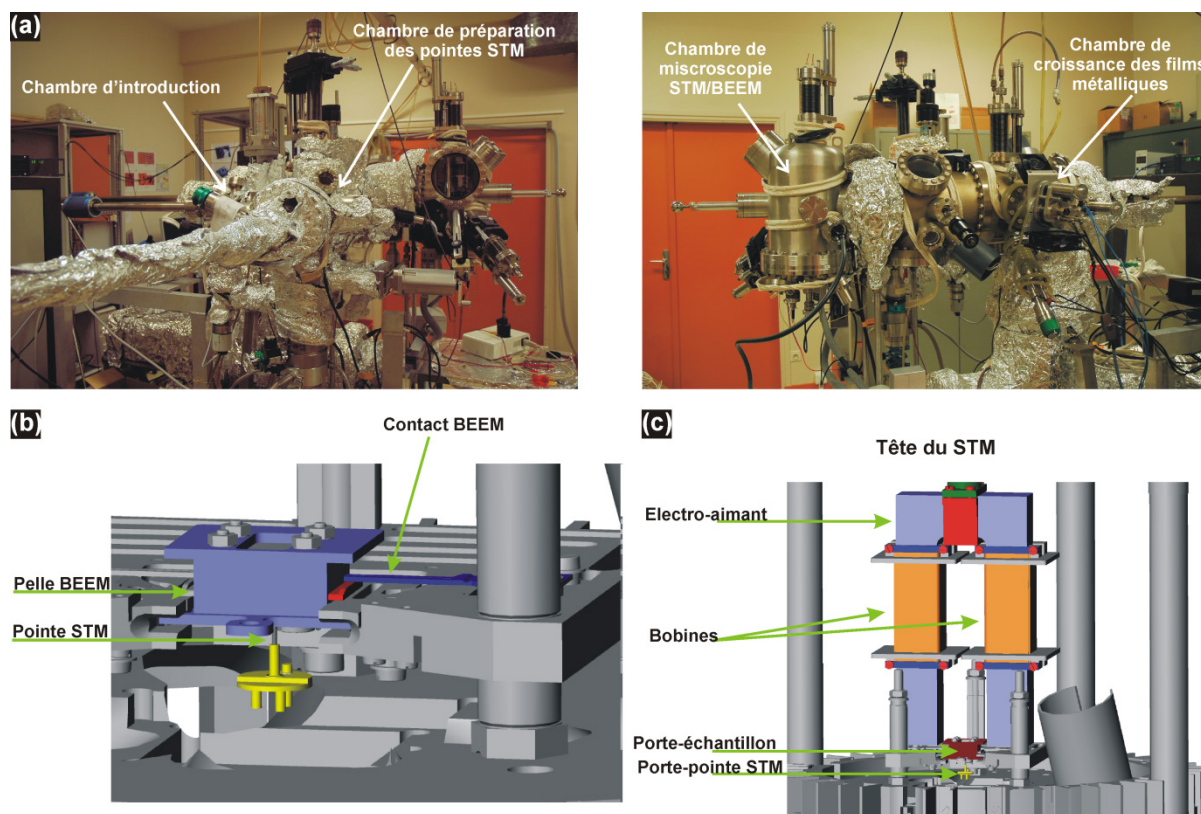 (a)
Chambre de préparation
des pointes STM
Chambre d'introduction
Chambre de
miscroscopie
STM/BEEM
Chambre de
croissance des films
métalliques
(b)
Contact BEEM
Pelle BEEM
Pointe STM
(c)
Tête du STM
Electro-aimant
Bobines
Porte-échantillon
Porte-pointe STM